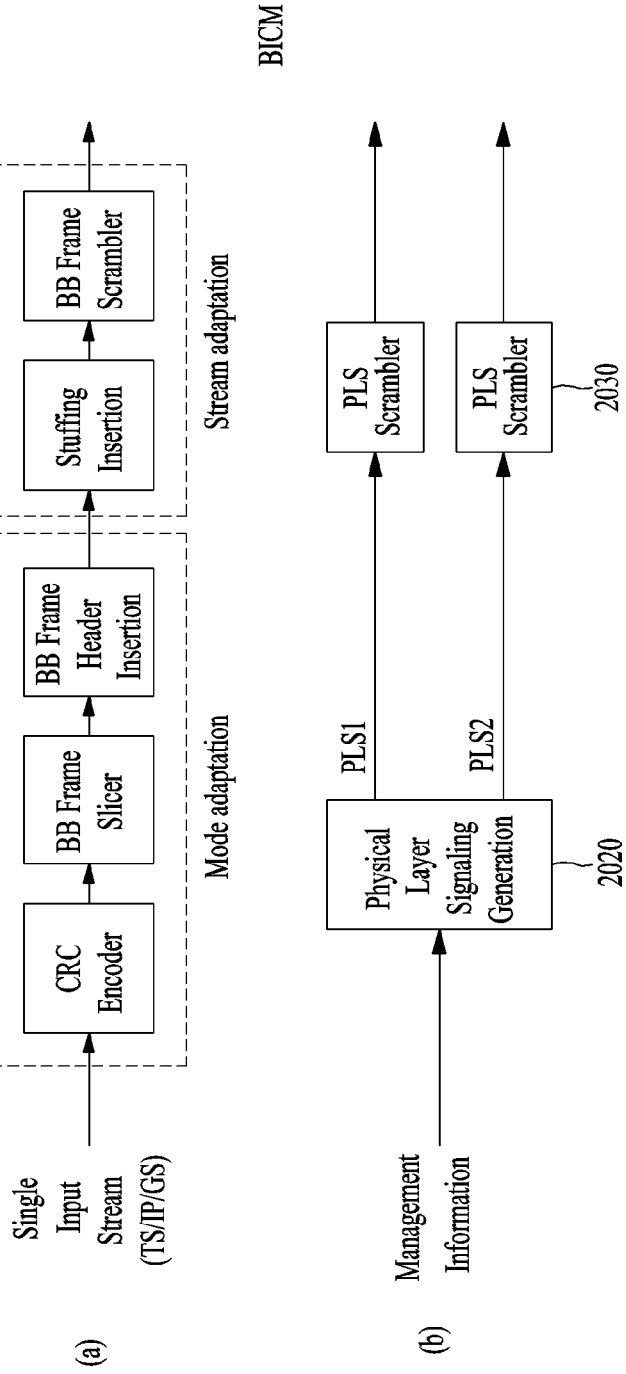 (a)
Single
Input
Stream
(TS/IP/GS)
CRC
Encoder
BB Frame
Slicer
BB Frame
Header
Insertion
Mode adaptation
Stuffing
Insertion
BB Frame
Scrambler
Stream adaptation
BICM
(b)
Management
Information
Physical
Layer
Signaling
Generation
2020
PLS1
PLS2
PLS
Scrambler
PLS
Scrambler
2030